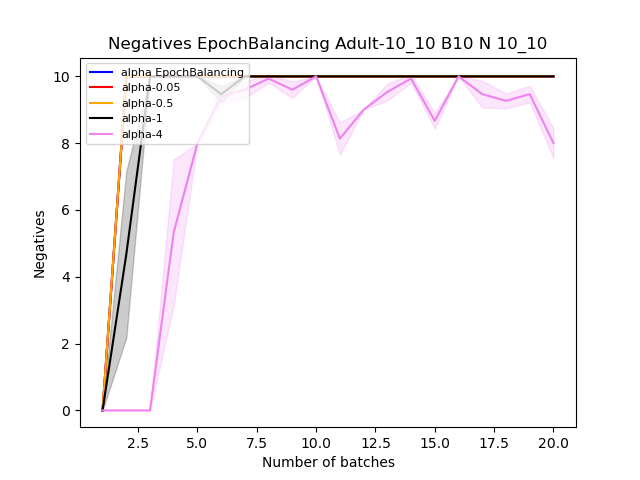 Negatives EpochBalancing Adult-10_10 B10 N 10_10
alpha EpochBalancing
alpha-0.05
alpha-0.5
alpha-1
alpha-4
10
8
6
4
2
0
Negatives
2.5 5.0 7.5 10.0 12.5 15.0 17.5 20.0
Number of batches